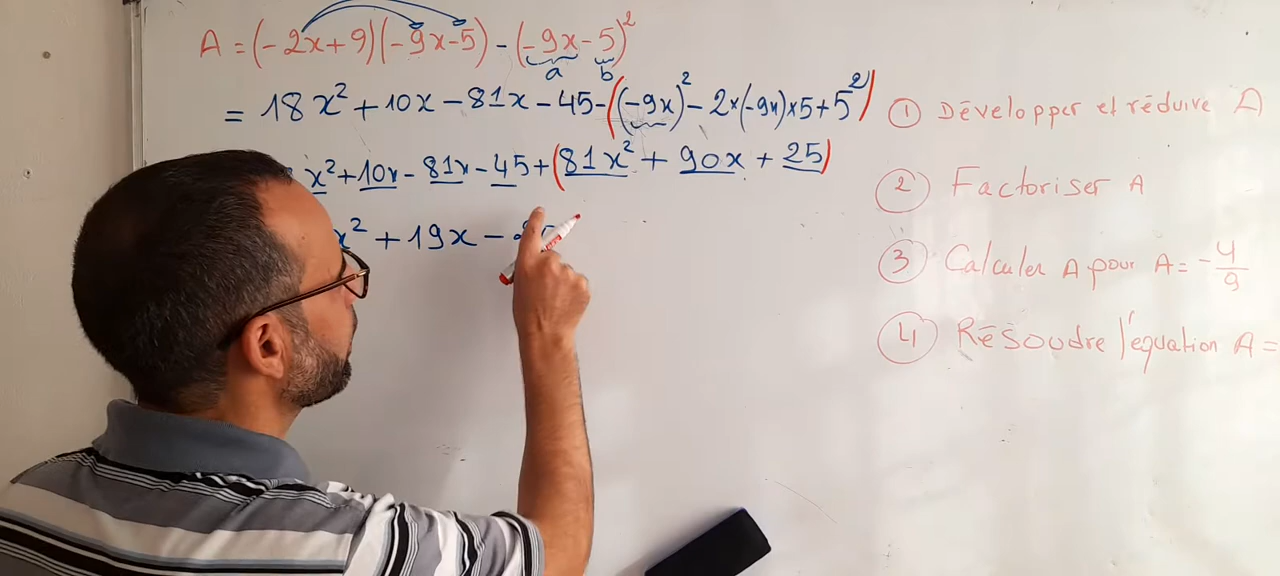 A = (-2x+9)(-9x-5) - (-9x-5)²
a b
= 18x² + 10x - 81x - 45 - ((-9x)² - 2×(-9x)×5 + 5²)
x² + 10x - 81x - 45 + (81x² + 90x + 25)
x² + 19x -
① Développer et réduire A
② Factoriser A
③ Calculer A pour A = -4/9
④ Résoudre l'équation A =